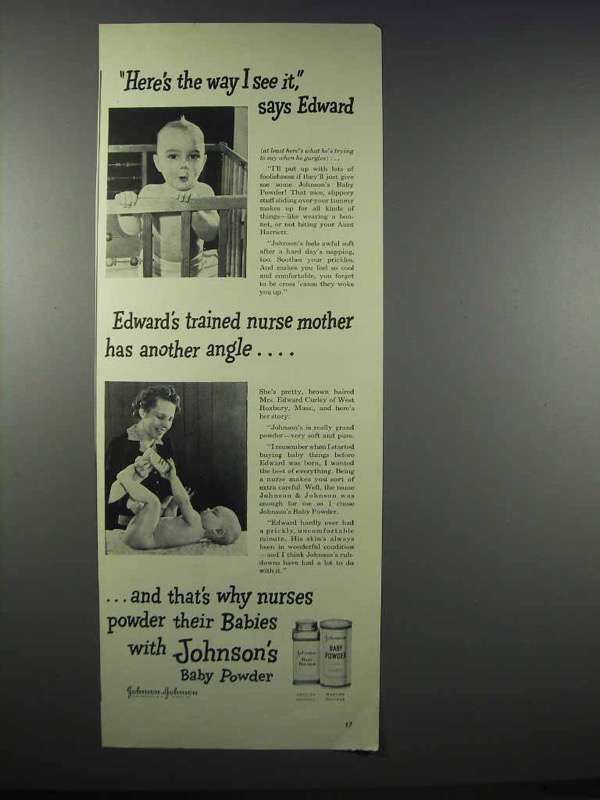 "Here's the way I see it,"
says Edward
(at least here's what he's trying
to say when he gurgles) . . .
"I'll put up with lots of
foolishness if they'll just give
me some Johnson's Baby
Powder! That nice, slippery
stuff sliding over your tummy
makes up for all kinds of
things—like wearing a bon-
net, or not biting your Aunt
Harriett.
"Johnson's feels awful soft
after a hard day's napping,
too. Soothes your prickles.
And makes you feel so cool
and comfortable, you forget
to be cross 'cause they woke
you up."
Edward's trained nurse mother
has another angle . . . .
She's pretty, brown haired
Mrs. Edward Curley of West
Roxbury, Mass., and here's
her story:
"Johnson's is really grand
powder—very soft and pure.
"I remember when I started
buying baby things before
Edward was born, I wanted
the best of everything. Being
a nurse makes you sort of
extra careful. Well, the name
Johnson & Johnson was
enough for me so I chose
Johnson's Baby Powder.
"Edward hardly ever had
a prickly, uncomfortable
minute. His skin's always
been in wonderful condition
—and I think Johnson's rub-
downs have had a lot to do
with it."
. . . and that's why nurses
powder their Babies
with Johnson's
Baby Powder
Johnson's
BABY
POWDER
Johnson's
BABY
POWDER
Johnson & Johnson
17